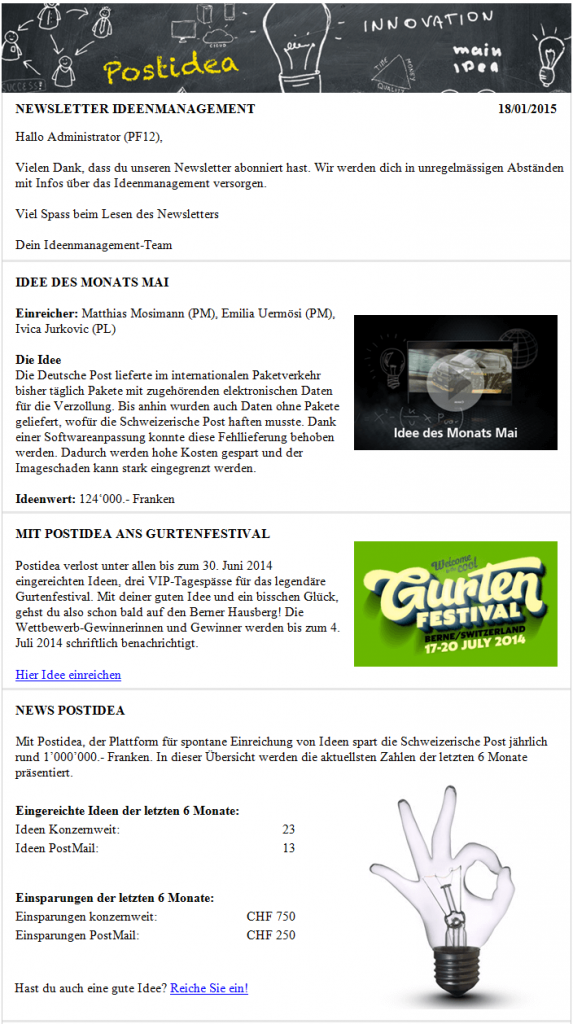 INNOVATION
main
idea
Postidea
CLOUD
TIME
MONEY
QUALITY
SUCCESS!
NEWSLETTER IDEENMANAGEMENT 18/01/2015
Hallo Administrator (PF12),
Vielen Dank, dass du unseren Newsletter abonniert hast. Wir werden dich in unregelmässigen Abständen
mit Infos über das Ideenmanagement versorgen.
Viel Spass beim Lesen des Newsletters
Dein Ideenmanagement-Team
IDEE DES MONATS MAI
Einreicher: Matthias Mosimann (PM), Emilia Uermösi (PM),
Ivica Jurkovic (PL)
Die Idee
Die Deutsche Post lieferte im internationalen Paketverkehr
bisher täglich Pakete mit zugehörenden elektronischen Daten
für die Verzollung. Bis anhin wurden auch Daten ohne Pakete
geliefert, wofür die Schweizerische Post haften musste. Dank
einer Softwareanpassung konnte diese Fehllieferung behoben
werden. Dadurch werden hohe Kosten gespart und der
Imageschaden kann stark eingegrenzt werden.
Ideenwert: 124‘000.- Franken
Idee des Monats Mai
MIT POSTIDEA ANS GURTENFESTIVAL
Postidea verlost unter allen bis zum 30. Juni 2014
eingereichten Ideen, drei VIP-Tagespässe für das legendäre
Gurtenfestival. Mit deiner guten Idee und ein bisschen Glück,
gehst du also schon bald auf den Berner Hausberg! Die
Wettbewerb-Gewinnerinnen und Gewinner werden bis zum 4.
Juli 2014 schriftlich benachrichtigt.
Hier Idee einreichen
Welcome
to the cool
Gurten
FESTIVAL
BERNE/SWITZERLAND
17-20 JULY 2014
NEWS POSTIDEA
Mit Postidea, der Plattform für spontane Einreichung von Ideen spart die Schweizerische Post jährlich
rund 1’000’000.- Franken. In dieser Übersicht werden die aktuellsten Zahlen der letzten 6 Monate
präsentiert.
Eingereichte Ideen der letzten 6 Monate:
Ideen Konzernweit: 23
Ideen PostMail: 13
Einsparungen der letzten 6 Monate:
Einsparungen konzernweit: CHF 750
Einsparungen PostMail: CHF 250
Hast du auch eine gute Idee? Reiche Sie ein!